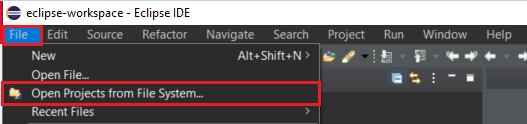 eclipse-workspace - Eclipse IDE
File Edit Source Refactor Navigate Search Project Run Window Help
New Alt+Shift+N >
Open File...
Open Projects from File System...
Recent Files >